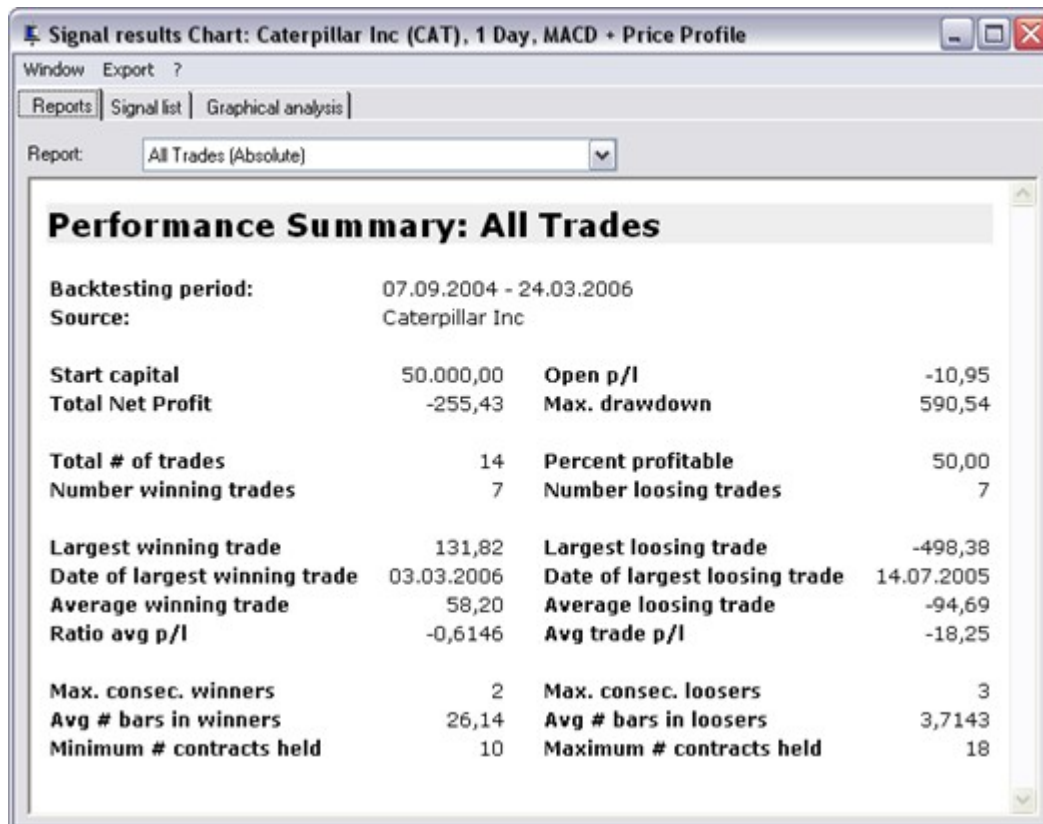 Signal results Chart: Caterpillar Inc (CAT), 1 Day, MACD + Price Profile
Window Export ?
Reports Signal list Graphical analysis
Report: All Trades (Absolute)
Performance Summary: All Trades
Backtesting period: 07.09.2004 - 24.03.2006
Source: Caterpillar Inc
Start capital 50.000,00 Open p/l -10,95
Total Net Profit -255,43 Max. drawdown 590,54
Total # of trades 14 Percent profitable 50,00
Number winning trades 7 Number loosing trades 7
Largest winning trade 131,82 Largest loosing trade -498,38
Date of largest winning trade 03.03.2006 Date of largest loosing trade 14.07.2005
Average winning trade 58,20 Average loosing trade -94,69
Ratio avg p/l -0,6146 Avg trade p/l -18,25
Max. consec. winners 2 Max. consec. loosers 3
Avg # bars in winners 26,14 Avg # bars in loosers 3,7143
Minimum # contracts held 10 Maximum # contracts held 18